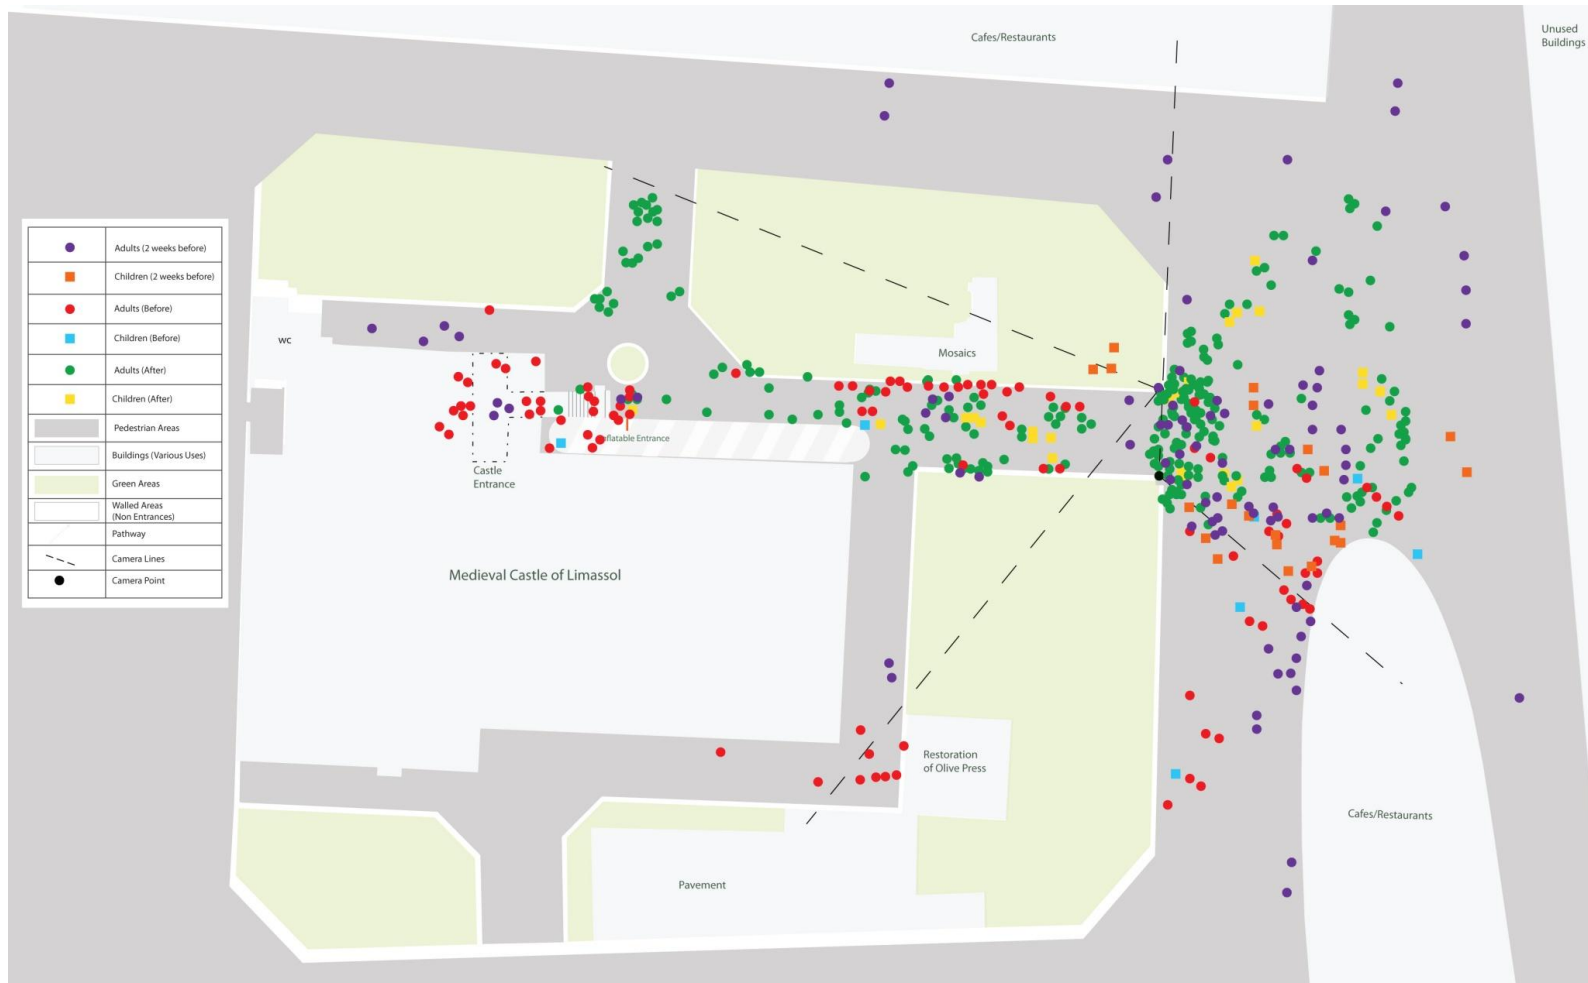 Cafes/Restaurants
Unused
Buildings
Adults (2 weeks before)
Children (2 weeks before)
Adults (Before)
Children (Before)
Adults (After)
Children (After)
Pedestrian Areas
Buildings (Various Uses)
Green Areas
Walled Areas
(Non Entrances)
Pathway
Camera Lines
Camera Point
WC
Mosaics
Inflatable Entrance
Castle
Entrance
Medieval Castle of Limassol
Restoration
of Olive Press
Cafes/Restaurants
Pavement